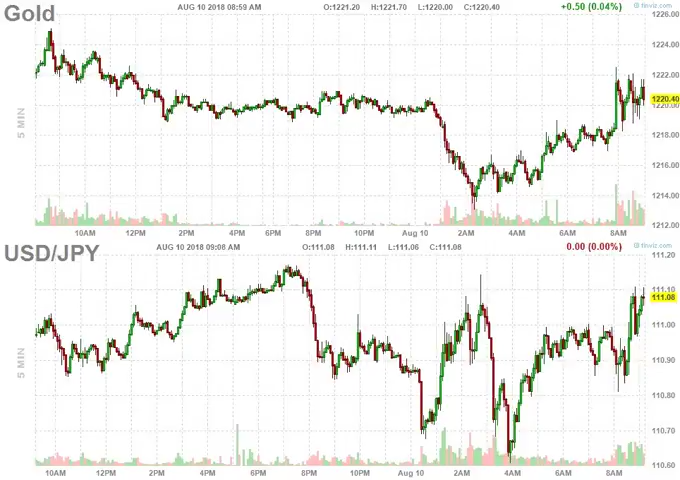 Gold
AUG 10 2018 08:59 AM O:1221.20 H:1221.70 L:1220.00 C:1220.40 +0.50 (0.04%) © finviz.com
1226.00
1224.00
1222.00
1220.40
1218.00
1216.00
1214.00
1212.00
5 MIN
10AM 12PM 2PM 4PM 6PM 8PM 10PM Aug 10 2AM 4AM 6AM 8AM
USD/JPY
AUG 10 2018 09:08 AM O:111.08 H:111.11 L:111.06 C:111.08 0.00 (0.00%) © finviz.com
111.20
111.10
111.08
111.00
110.90
110.80
110.70
110.60
5 MIN
10AM 12PM 2PM 4PM 6PM 8PM 10PM Aug 10 2AM 4AM 6AM 8AM